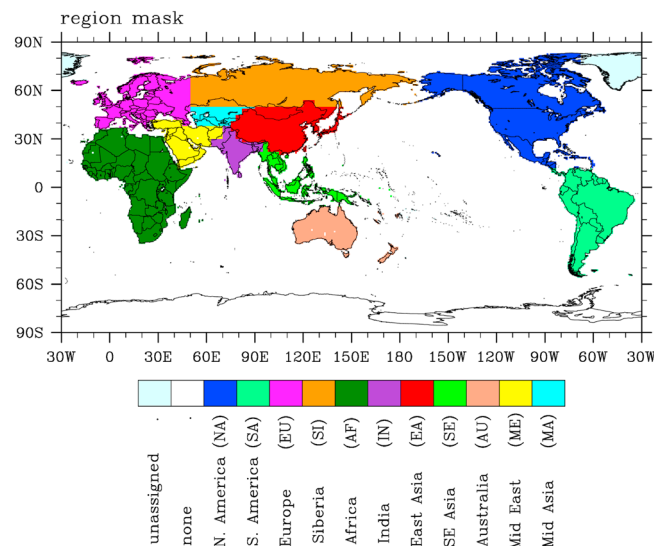 region mask
90N
60N
30N
0
30S
60S
90S
30W 0 30E 60E 90E 120E 150E 180 150W 120W 90W 60W 30W
unassigned .
none .
N. America (NA)
S. America (SA)
Europe (EU)
Siberia (SI)
Africa (AF)
India (IN)
East Asia (EA)
SE Asia (SE)
Australia (AU)
Mid East (ME)
Mid Asia (MA)